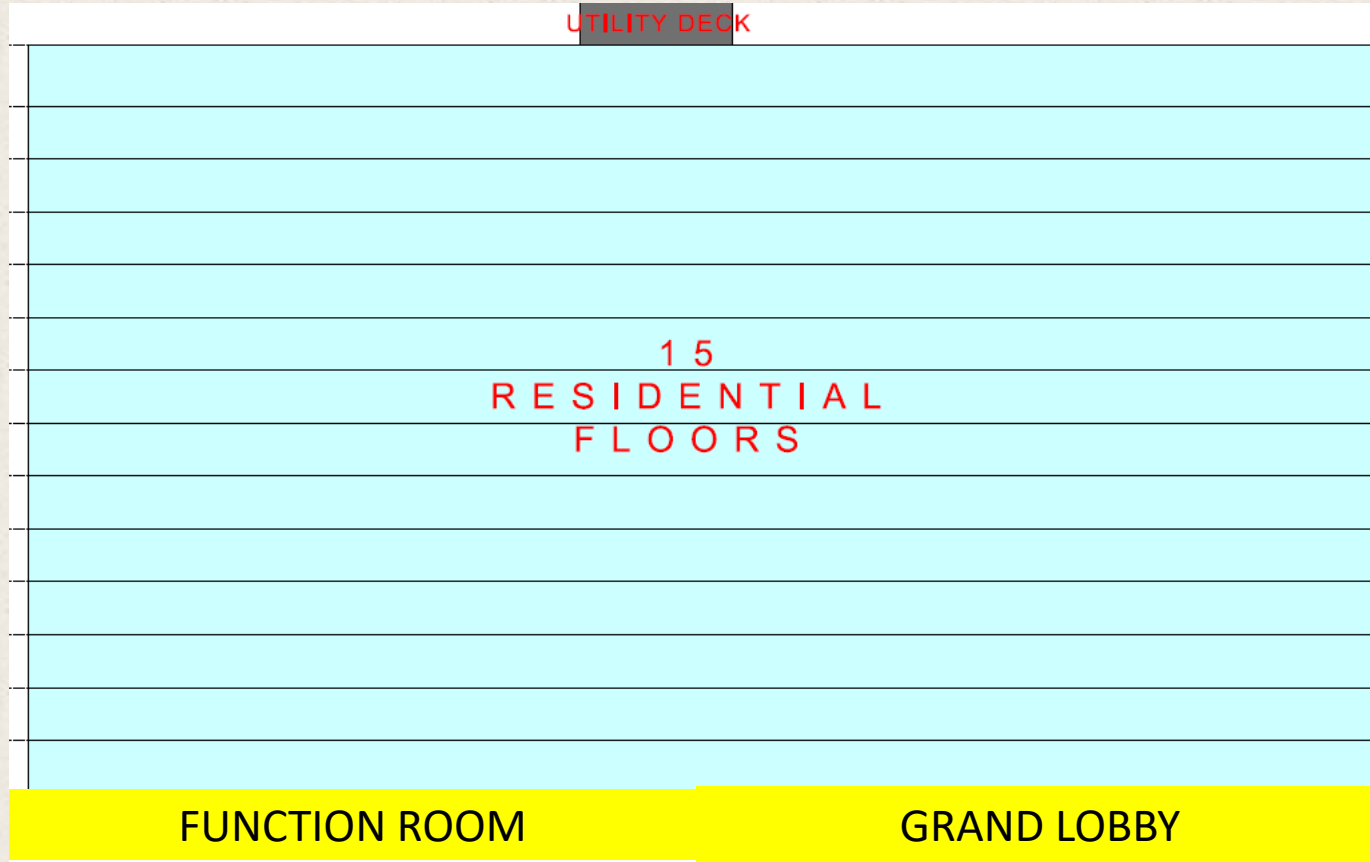 UTILITY DECK
15
RESIDENTIAL
FLOORS
FUNCTION ROOM
GRAND LOBBY